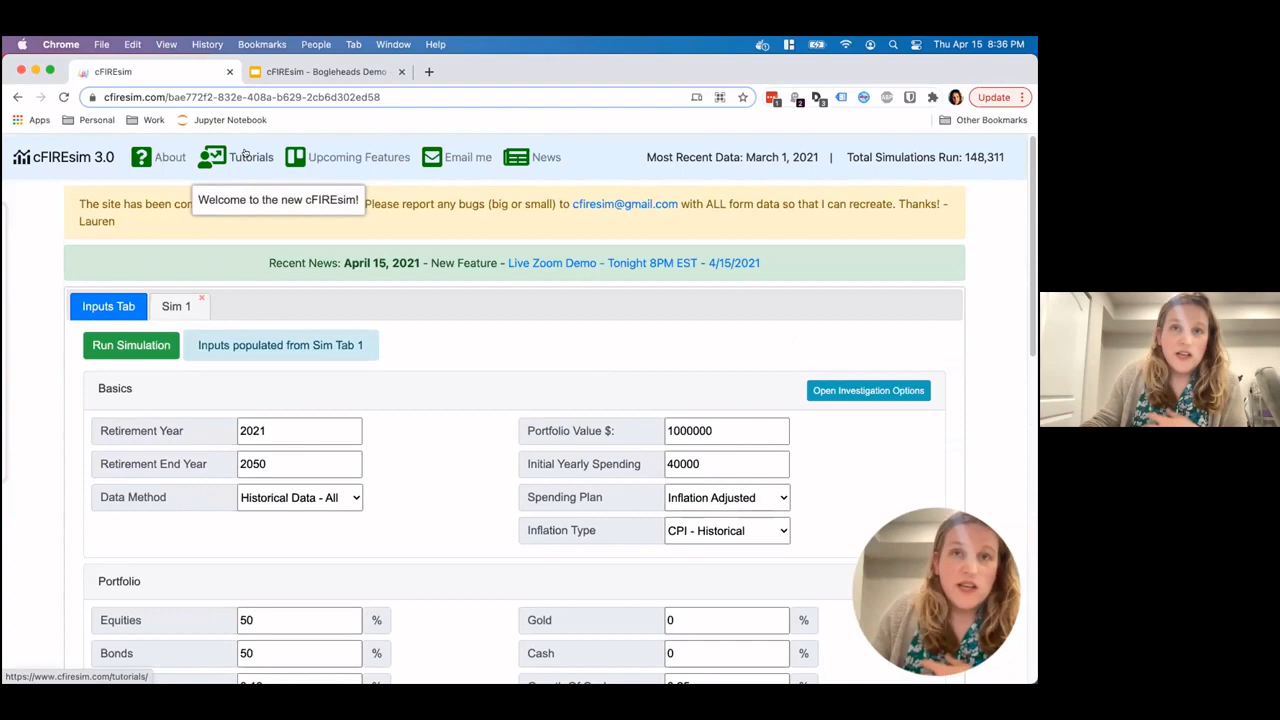 Chrome File Edit View History Bookmarks People Tab Window Help Thu Apr 15 8:36 PM
cFIREsim cFIREsim - Bogleheads Demo
cfiresim.com/bae772f2-832e-408a-b629-2cb6d302ed58 Update
Apps Personal Work Jupyter Notebook Other Bookmarks
cFIREsim 3.0 About Tutorials Upcoming Features Email me News Most Recent Data: March 1, 2021 | Total Simulations Run: 148,311
Welcome to the new cFIREsim!
The site has been Please report any bugs (big or small) to cfiresim@gmail.com with ALL form data so that I can recreate. Thanks! -
Lauren
Recent News: April 15, 2021 - New Feature - Live Zoom Demo - Tonight 8PM EST - 4/15/2021
Inputs Tab Sim 1
Run Simulation Inputs populated from Sim Tab 1
Basics Open Investigation Options
Retirement Year 2021 Portfolio Value $: 1000000
Retirement End Year 2050 Initial Yearly Spending 40000
Data Method Historical Data - All Spending Plan Inflation Adjusted
Inflation Type CPI - Historical
Portfolio
Equities 50 % Gold 0 %
Bonds 50 % Cash 0 %
https://www.cfiresim.com/tutorials/